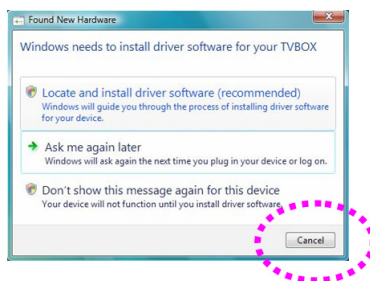 Found New Hardware
Windows needs to install driver software for your TVBOX
Locate and install driver software (recommended)
Windows will guide you through the process of installing driver software
for your device.
Ask me again later
Windows will ask again the next time you plug in your device or log on.
Don't show this message again for this device
Your device will not function until you install driver software.
Cancel